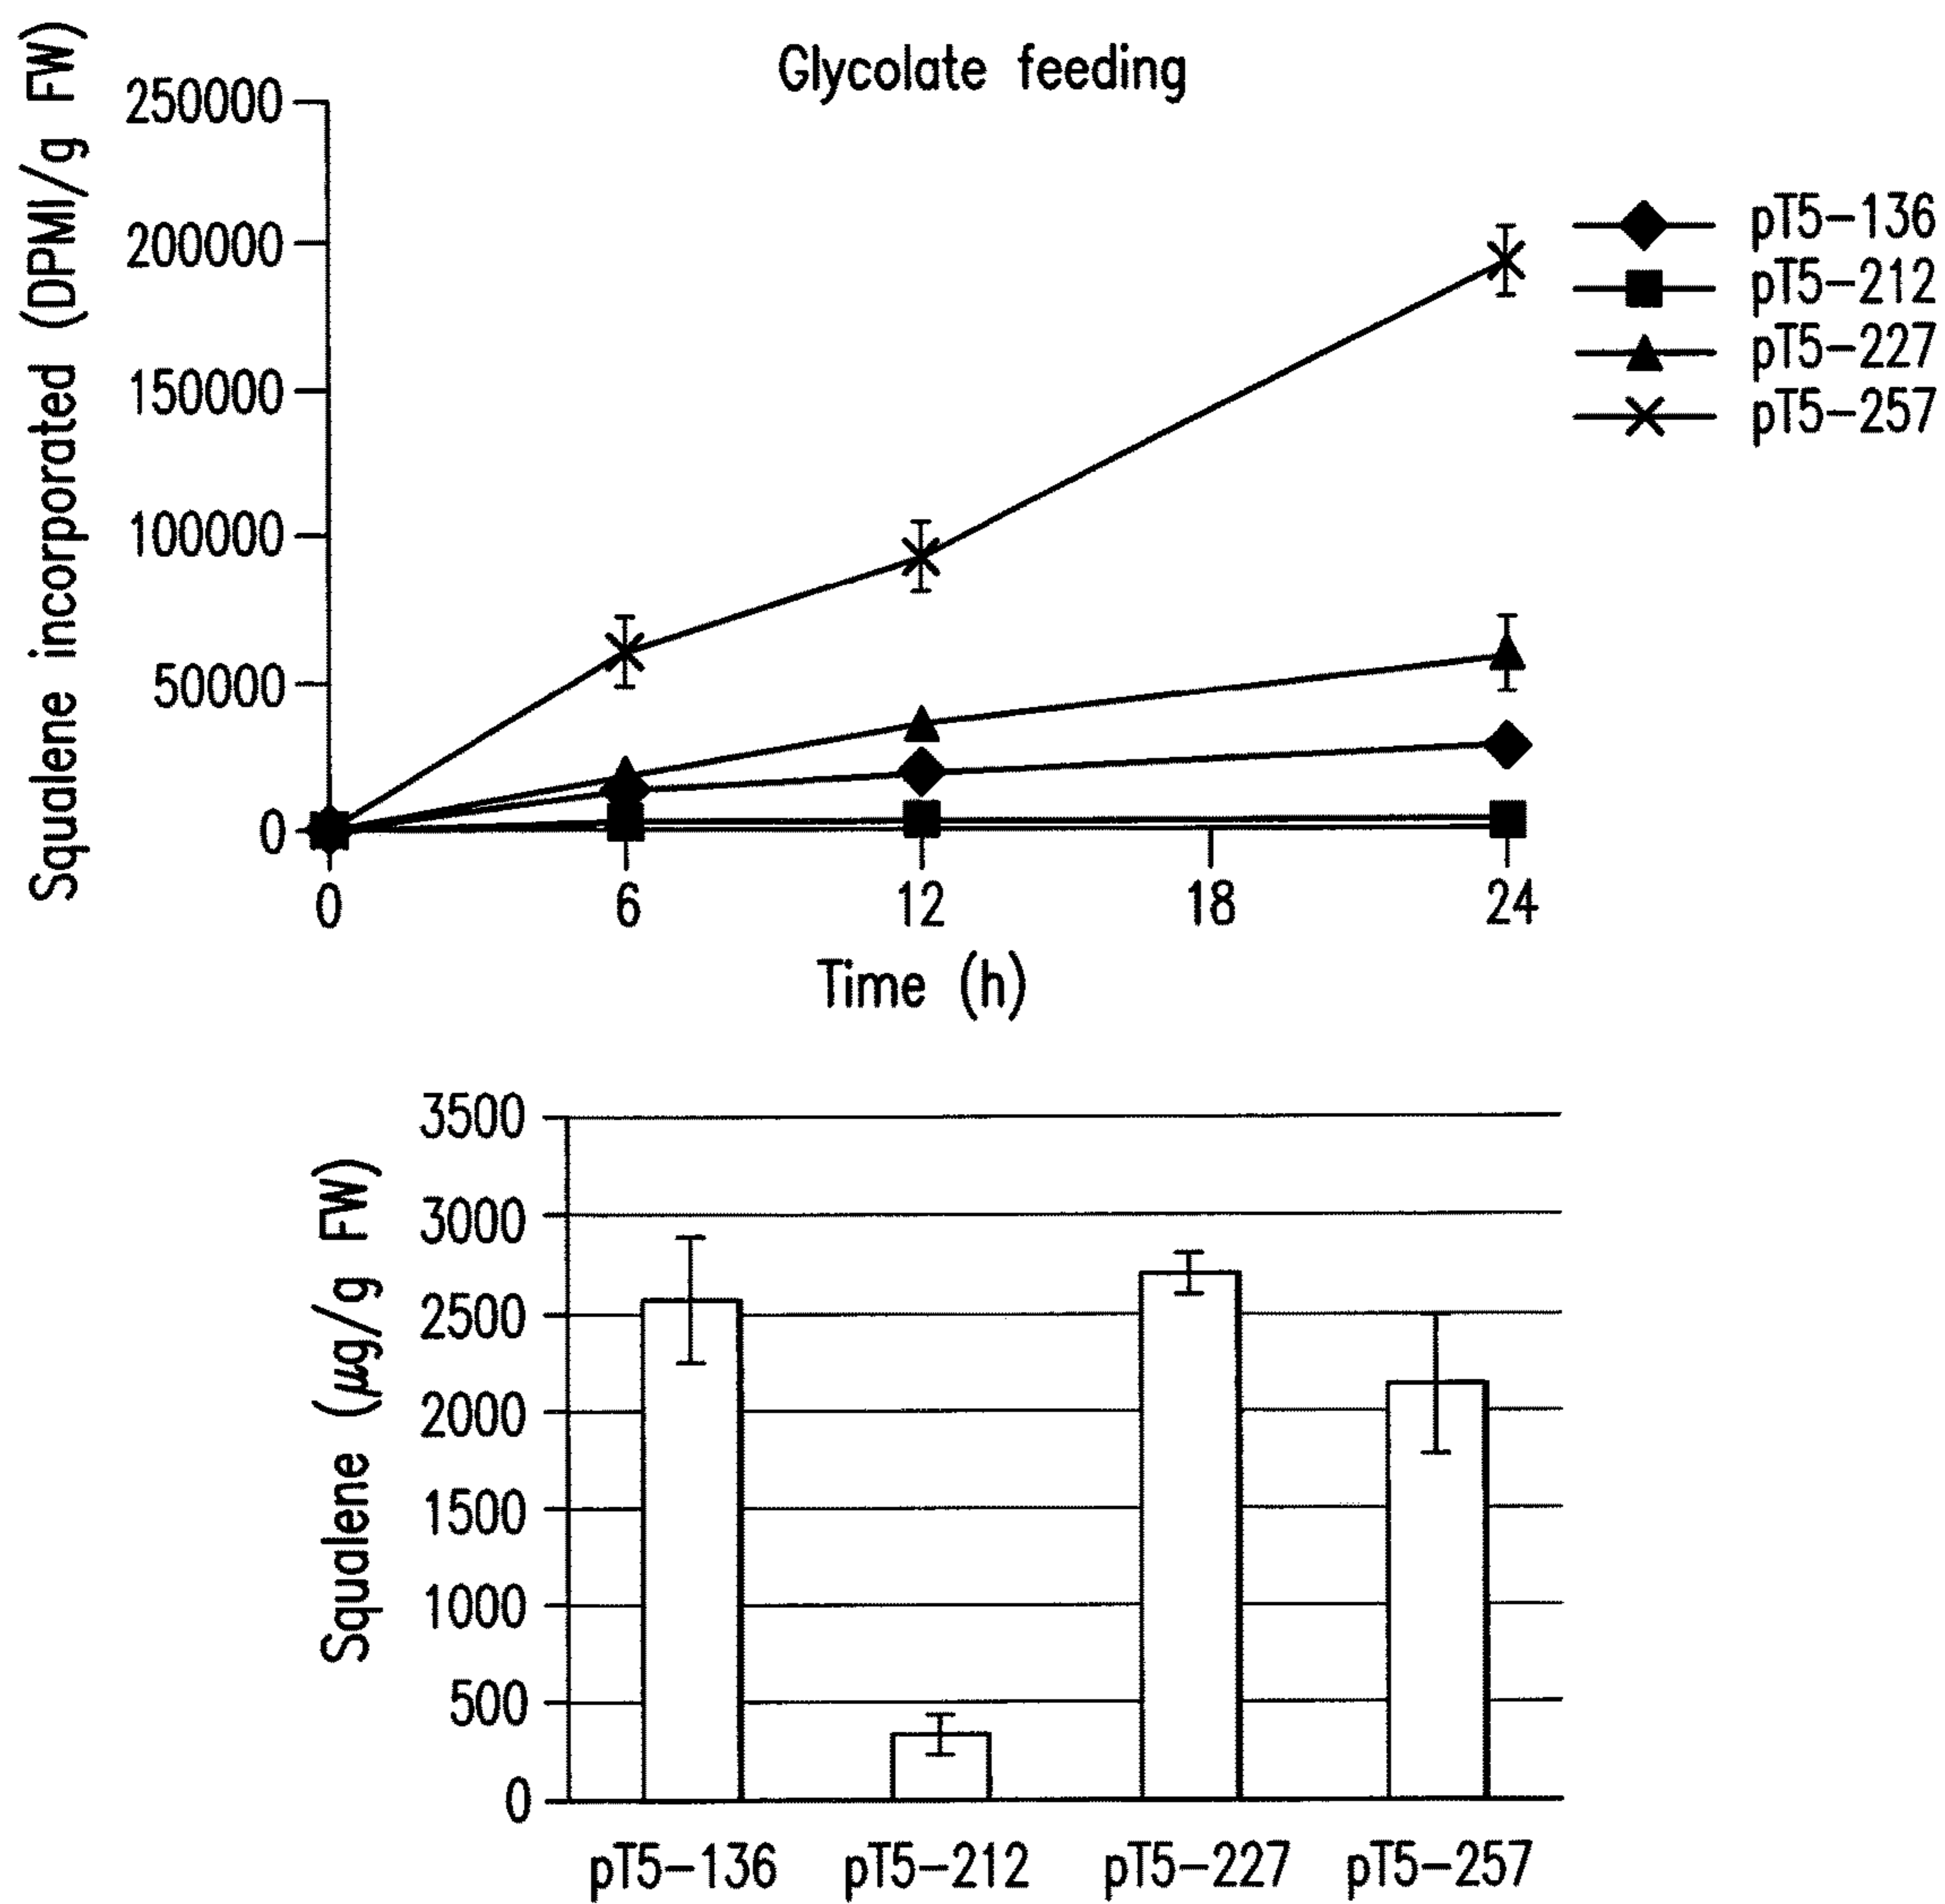 Glycolate feeding
Squalene incorporated (DPMI/g FW)
250000
200000
150000
100000
50000
0
0 6 12 18 24
Time (h)
pT5-136
pT5-212
pT5-227
pT5-257
Squalene (μg/g FW)
3500
3000
2500
2000
1500
1000
500
0
pT5-136 pT5-212 pT5-227 pT5-257